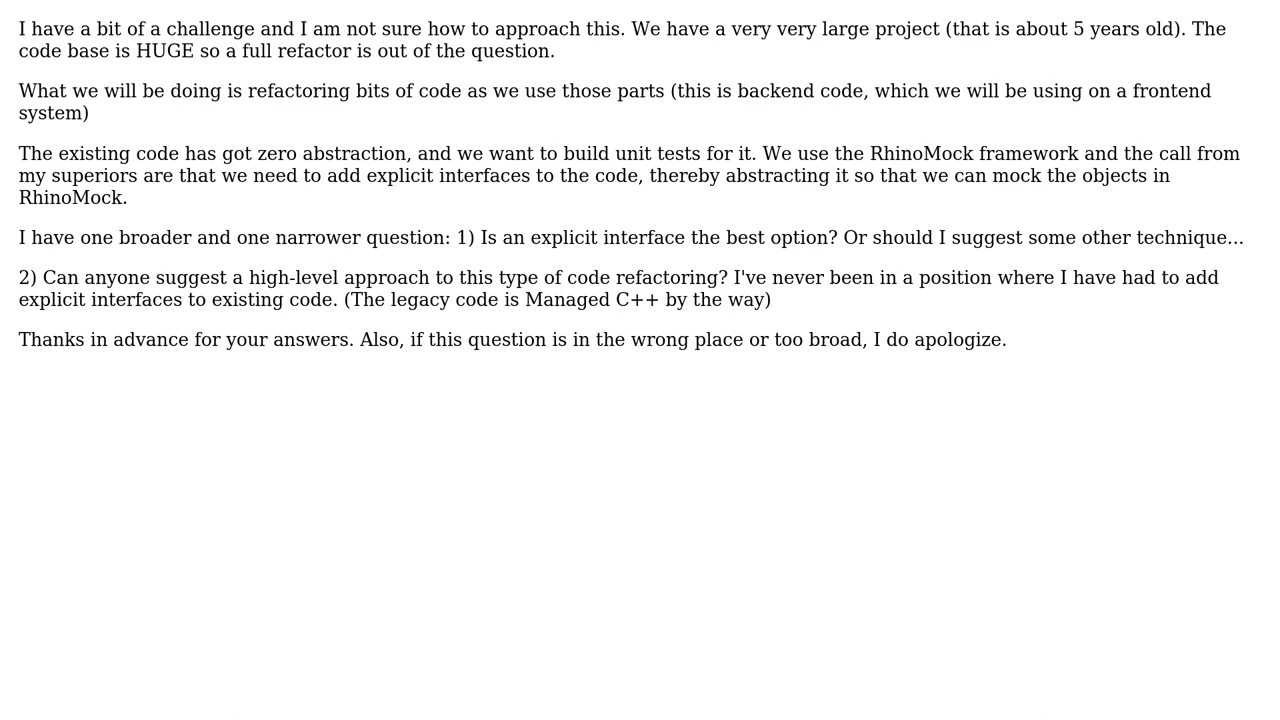 I have a bit of a challenge and I am not sure how to approach this. We have a very very large project (that is about 5 years old). The
code base is HUGE so a full refactor is out of the question.
What we will be doing is refactoring bits of code as we use those parts (this is backend code, which we will be using on a frontend
system)
The existing code has got zero abstraction, and we want to build unit tests for it. We use the RhinoMock framework and the call from
my superiors are that we need to add explicit interfaces to the code, thereby abstracting it so that we can mock the objects in
RhinoMock.
I have one broader and one narrower question: 1) Is an explicit interface the best option? Or should I suggest some other technique...
2) Can anyone suggest a high-level approach to this type of code refactoring? I've never been in a position where I have had to add
explicit interfaces to existing code. (The legacy code is Managed C++ by the way)
Thanks in advance for your answers. Also, if this question is in the wrong place or too broad, I do apologize.